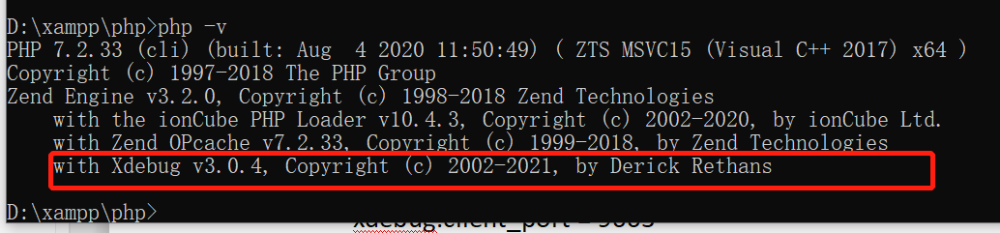 D:\xampp\php>php -v
PHP 7.2.33 (cli) (built: Aug  4 2020 11:50:49) ( ZTS MSVC15 (Visual C++ 2017) x64 )
Copyright (c) 1997-2018 The PHP Group
Zend Engine v3.2.0, Copyright (c) 1998-2018 Zend Technologies
    with the ionCube PHP Loader v10.4.3, Copyright (c) 2002-2020, by ionCube Ltd.
    with Zend OPcache v7.2.33, Copyright (c) 1999-2018, by Zend Technologies
    with Xdebug v3.0.4, Copyright (c) 2002-2021, by Derick Rethans
D:\xampp\php>
xdebug.client_port = 9003